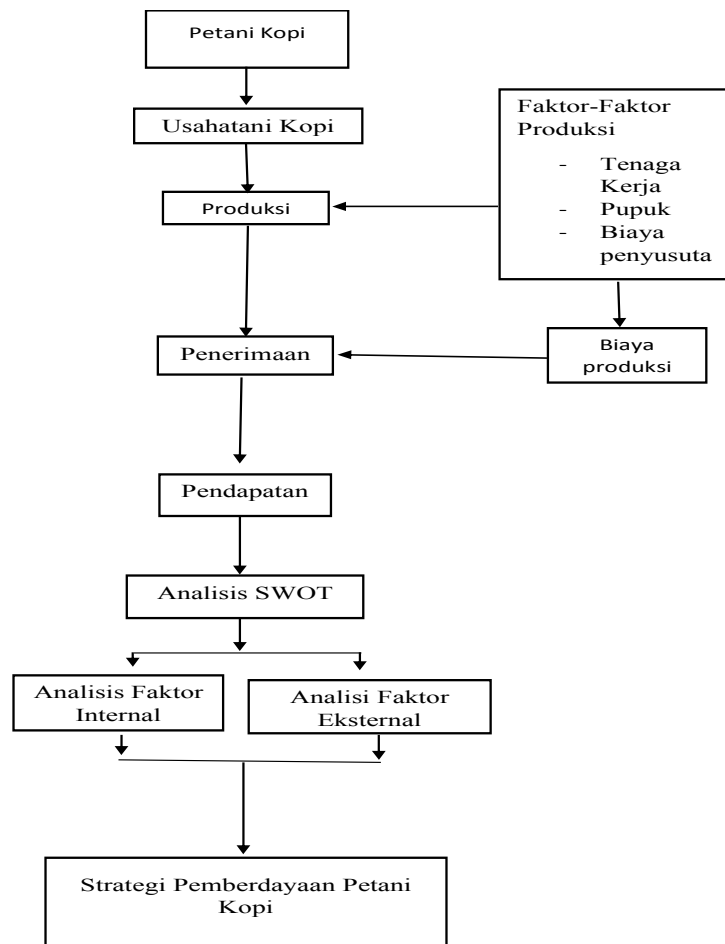 Petani Kopi
Usahatani Kopi
Faktor-Faktor
Produksi
- Tenaga
Kerja
- Pupuk
- Biaya
penyusuta
Produksi
Penerimaan
Biaya
produksi
Pendapatan
Analisis SWOT
Analisis Faktor
Internal
Analisi Faktor
Eksternal
Strategi Pemberdayaan Petani
Kopi